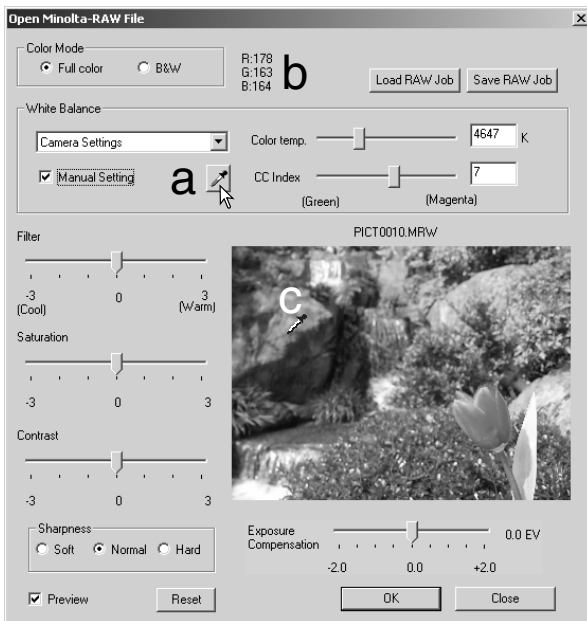 Open Minolta-RAW File
Color Mode
Full color B&W
R:178
G:163
B:164
b
Load RAW Job Save RAW Job
White Balance
Camera Settings
Color temp. 4647 K
Manual Setting
a
CC Index 7
(Green) (Magenta)
PICT0010.MRW
Filter
-3 0 3
(Cool) (Warm)
c
Saturation
-3 0 3
Contrast
-3 0 3
Sharpness
Soft Normal Hard
Exposure
Compensation
0.0 EV
-2.0 0.0 +2.0
Preview Reset OK Close